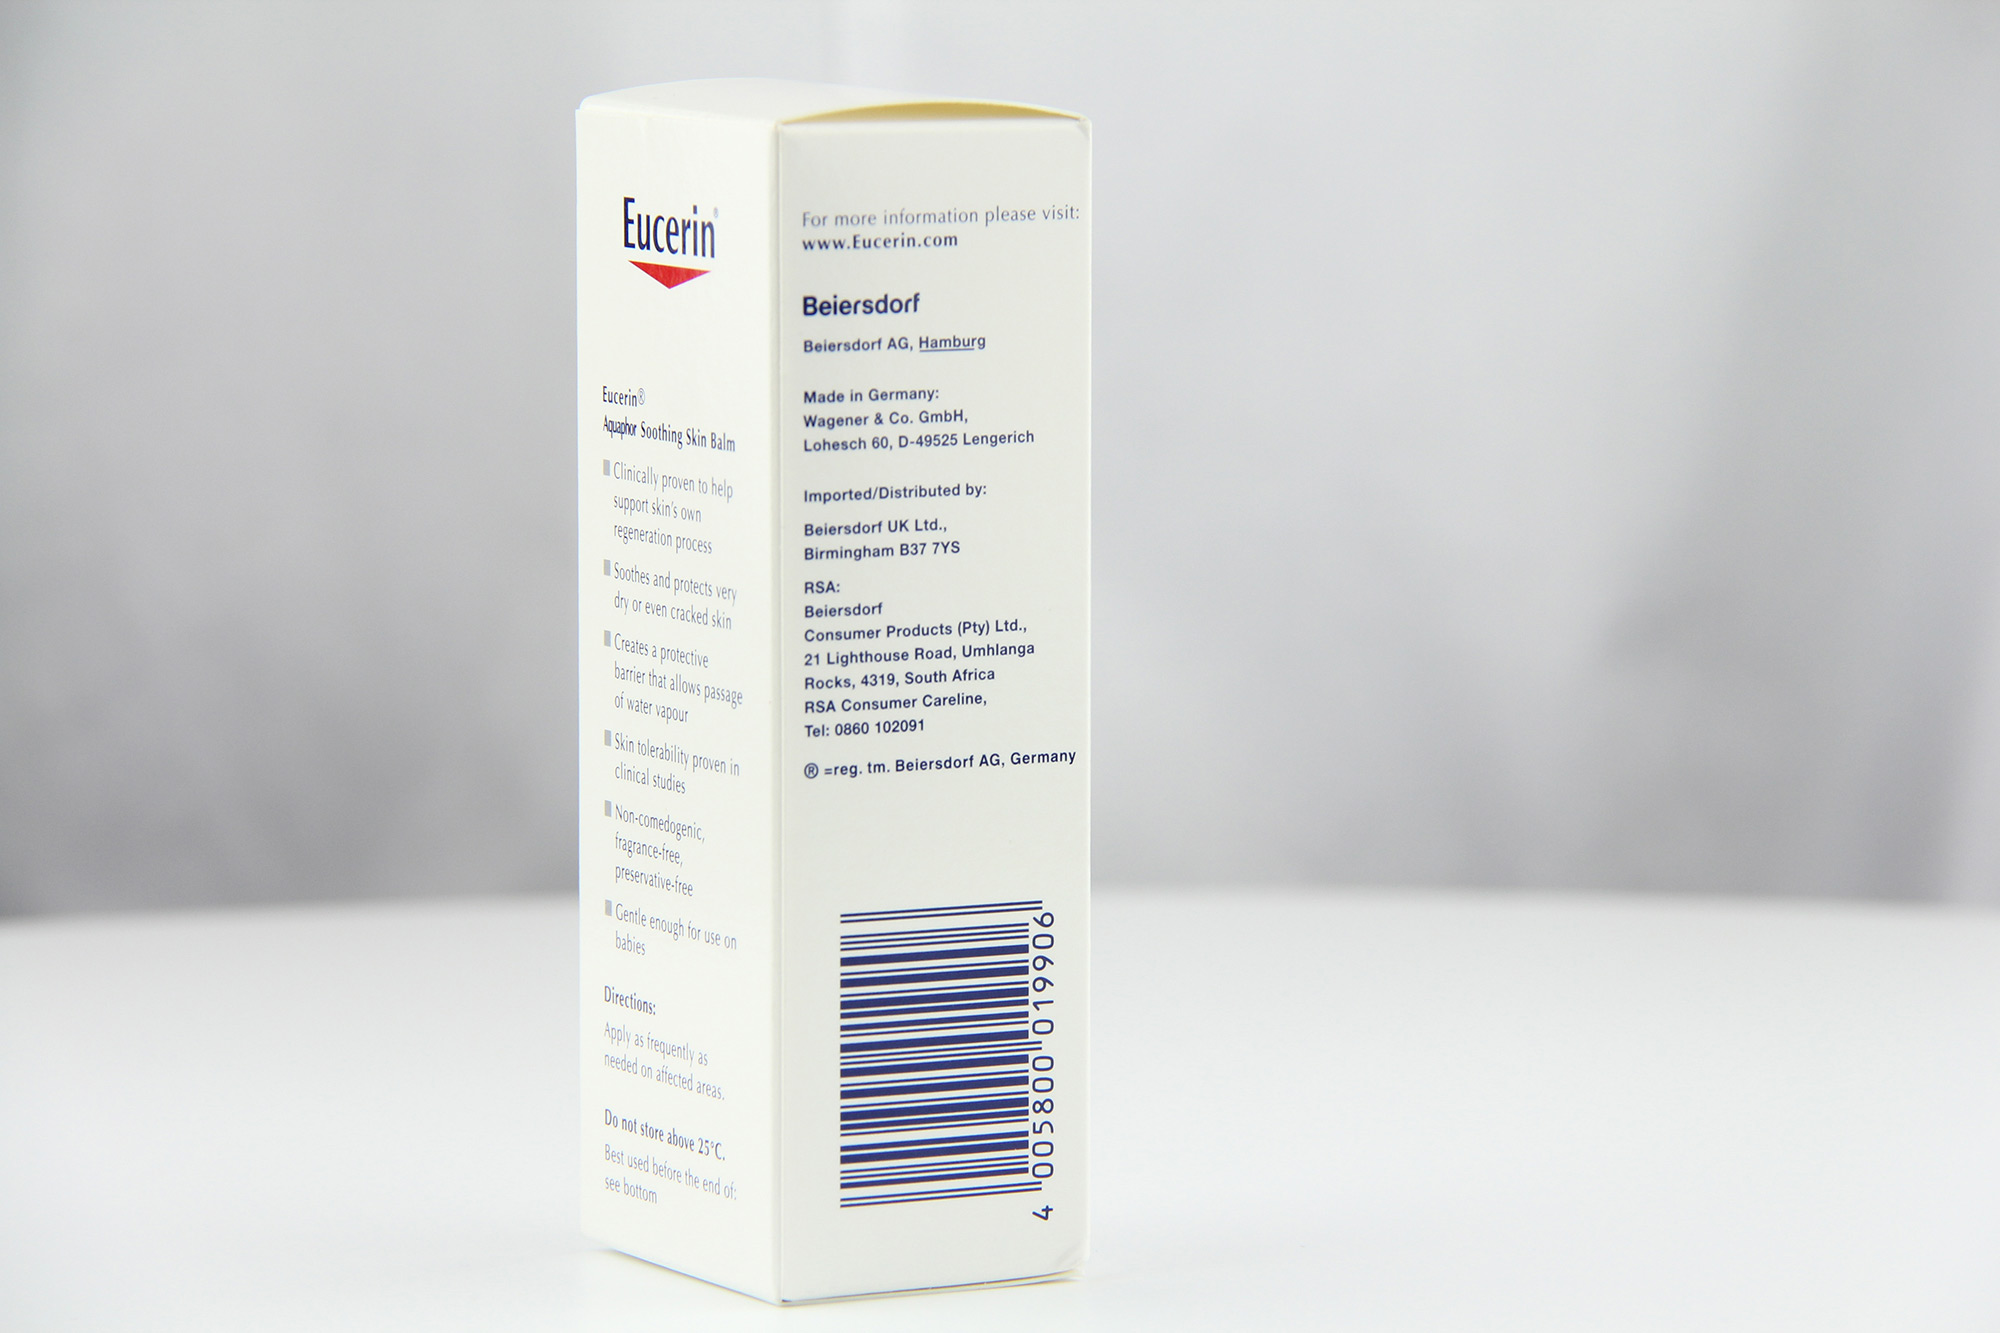 Eucerin®
Eucerin®
Aquaphor Soothing Skin Balm
Clinically proven to help
support skin's own
regeneration process
Soothes and protects very
dry or even cracked skin
Creates a protective
barrier that allows passage
of water vapour
Skin tolerability proven in
clinical studies
Non-comedogenic,
fragrance-free,
preservative-free
Gentle enough for use on
babies
Directions:
Apply as frequently as
needed on affected areas.
Do not store above 25°C.
Best used before the end of:
see bottom
For more information please visit:
www.Eucerin.com
Beiersdorf
Beiersdorf AG, Hamburg
Made in Germany:
Wagener & Co. GmbH,
Lohesch 60, D-49525 Lengerich
Imported/Distributed by:
Beiersdorf UK Ltd.,
Birmingham B37 7YS
RSA:
Beiersdorf
Consumer Products (Pty) Ltd.,
21 Lighthouse Road, Umhlanga
Rocks, 4319, South Africa
RSA Consumer Careline,
Tel: 0860 102091
® =reg. tm. Beiersdorf AG, Germany
4 005800 019906